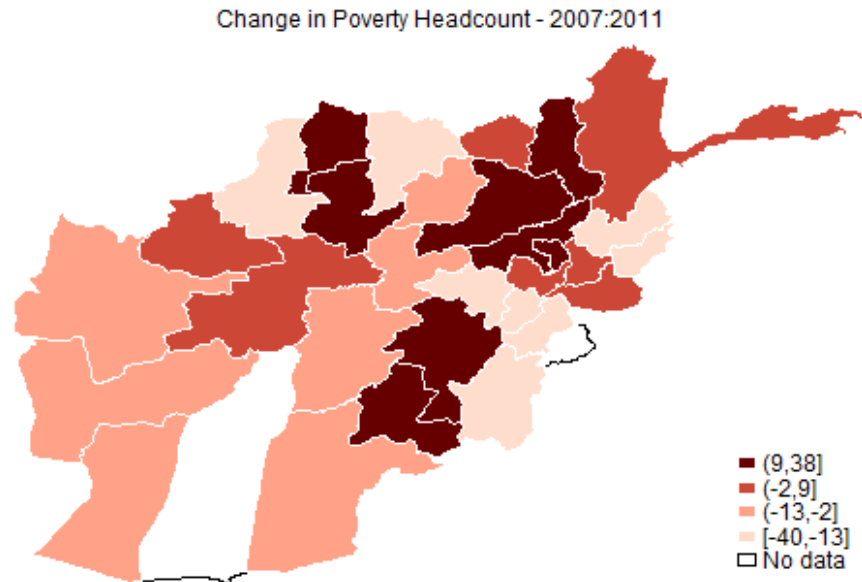 Change in Poverty Headcount - 2007:2011
(9,38]
(-2,9]
(-13,-2]
[-40,-13]
No data